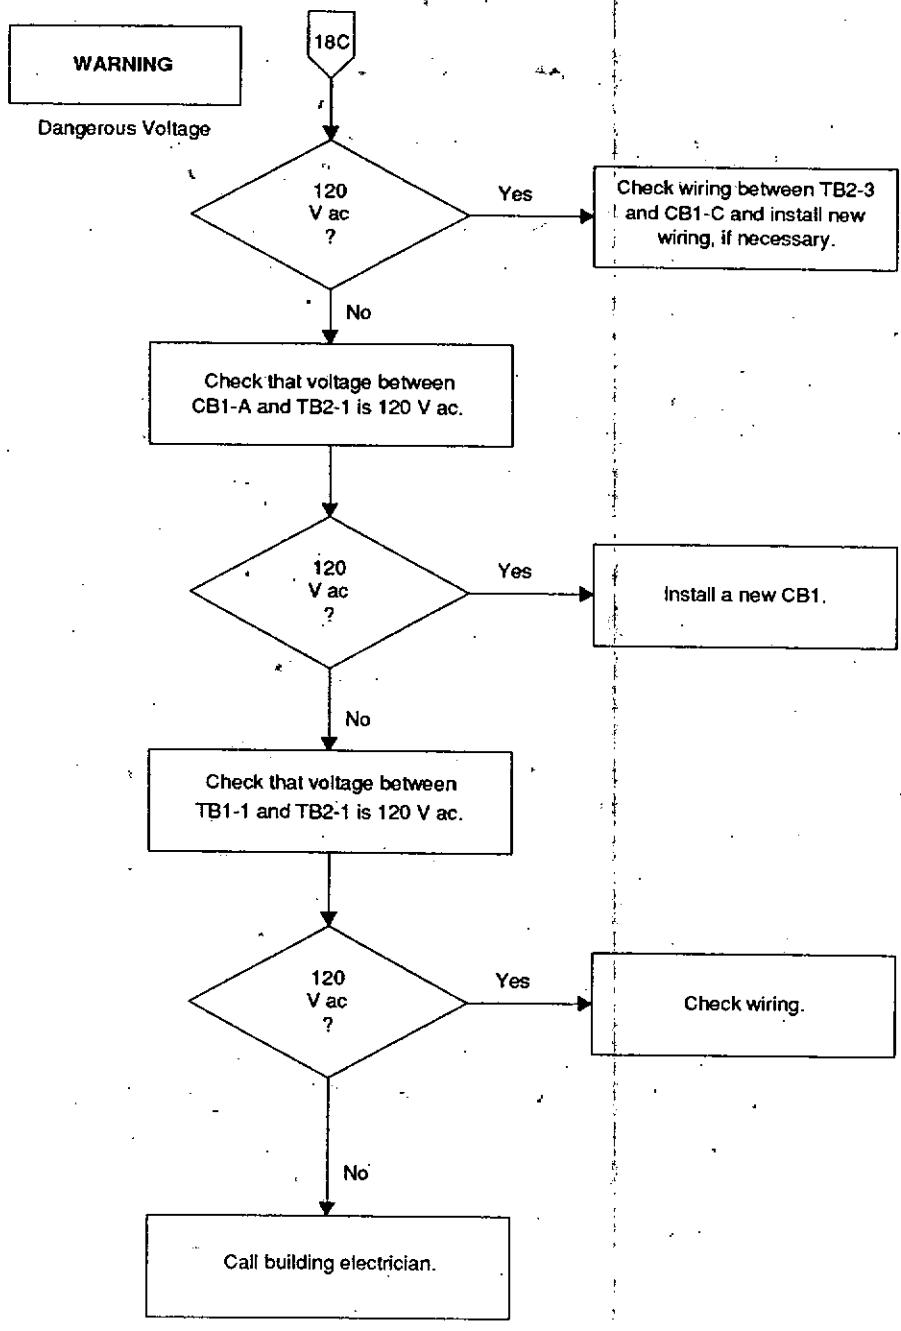 WARNING
Dangerous Voltage
18C
120
V ac
?
Yes
Check wiring between TB2-3
and CB1-C and install new
wiring, if necessary.
No
Check that voltage between
CB1-A and TB2-1 is 120 V ac.
120
V ac
?
Yes
Install a new CB1.
No
Check that voltage between
TB1-1 and TB2-1 is 120 V ac.
120
V ac
?
Yes
Check wiring.
No
Call building electrician.